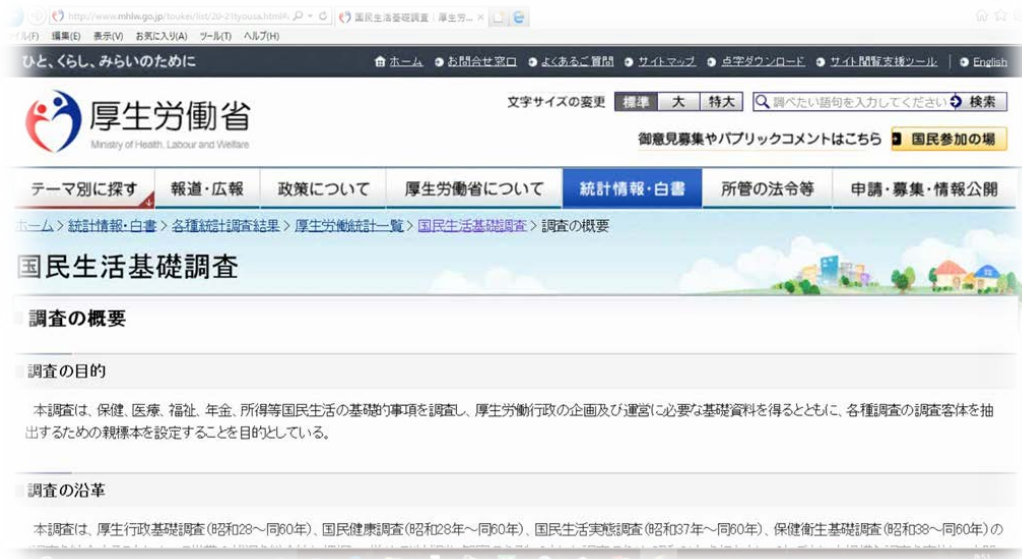 http://www.mhlw.go.jp/toukei/list/20-21tyousa.html
国民生活基礎調査｜厚生労...
編集(E) 表示(V) お気に入り(A) ツール(T) ヘルプ(H)
ひと、くらし、みらいのために
ホーム お問合せ窓口 よくあるご質問 サイトマップ 点字ダウンロード サイト閲覧支援ツール English
厚生労働省
Ministry of Health, Labour and Welfare
文字サイズの変更 標準 大 特大 調べたい語句を入力してください 検索
御意見募集やパブリックコメントはこちら 国民参加の場
テーマ別に探す 報道・広報 政策について 厚生労働省について 統計情報・白書 所管の法令等 申請・募集・情報公開
ホーム > 統計情報・白書 > 各種統計調査結果 > 厚生労働統計一覧 > 国民生活基礎調査 > 調査の概要
国民生活基礎調査
調査の概要
調査の目的
本調査は、保健、医療、福祉、年金、所得等国民生活の基礎的事項を調査し、厚生労働行政の企画及び運営に必要な基礎資料を得るとともに、各種調査の調査客体を抽
出するための親標本を設定することを目的としている。
調査の沿革
本調査は、厚生行政基礎調査（昭和28～同60年）、国民健康調査（昭和28年～同60年）、国民生活実態調査（昭和37年～同60年）、保健衛生基礎調査（昭和38～同60年）の